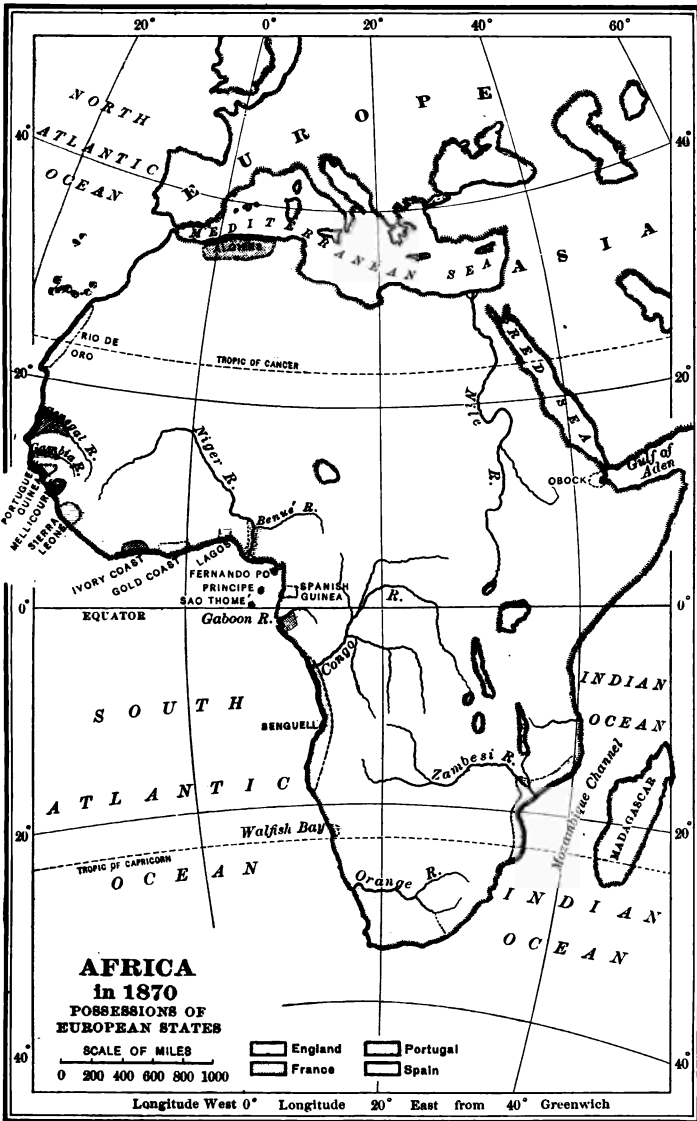 20° 0° 20° 40° 60°
NORTH
ATLANTIC
OCEAN
EUROPE
40° 40°
MEDITERRANEAN SEA
ALGIERS
ASIA
RIO DE
ORO
TROPIC OF CANCER
RED SEA
20° 20°
Nile R.
Senegal R.
Gambia R.
Niger R.
Gulf of
Aden
OBOCK
PORTUGUESE
GUINEA
MELLICOURI
SIERRA
LEONE
Benué R.
IVORY COAST
GOLD COAST
LAGOS
FERNANDO PO
PRINCIPE
SAO THOME
SPANISH
GUINEA
0° 0°
EQUATOR
Gaboon R.
Congo R.
INDIAN
OCEAN
SOUTH
BENGUELL
ATLANTIC
Zambesi R.
Mozambique Channel
MADAGASCAR
Walfish Bay
20° 20°
TROPIC OF CAPRICORN
OCEAN
Orange R.
INDIAN
OCEAN
AFRICA
in 1870
POSSESSIONS OF
EUROPEAN STATES
SCALE OF MILES
0 200 400 600 800 1000
England Portugal
France Spain
40° 40°
Longitude West 0° Longitude 20° East from 40° Greenwich